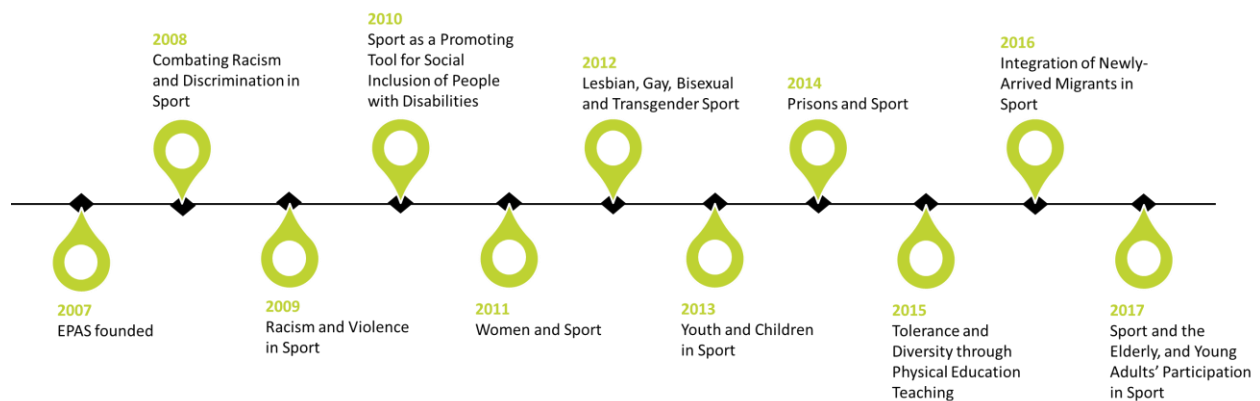 2007
EPAS founded
2008
Combating Racism
and Discrimination in
Sport
2009
Racism and Violence
in Sport
2010
Sport as a Promoting
Tool for Social
Inclusion of People
with Disabilities
2011
Women and Sport
2012
Lesbian, Gay, Bisexual
and Transgender Sport
2013
Youth and Children
in Sport
2014
Prisons and Sport
2015
Tolerance and
Diversity through
Physical Education
Teaching
2016
Integration of Newly-
Arrived Migrants in
Sport
2017
Sport and the
Elderly, and Young
Adults’ Participation
in Sport